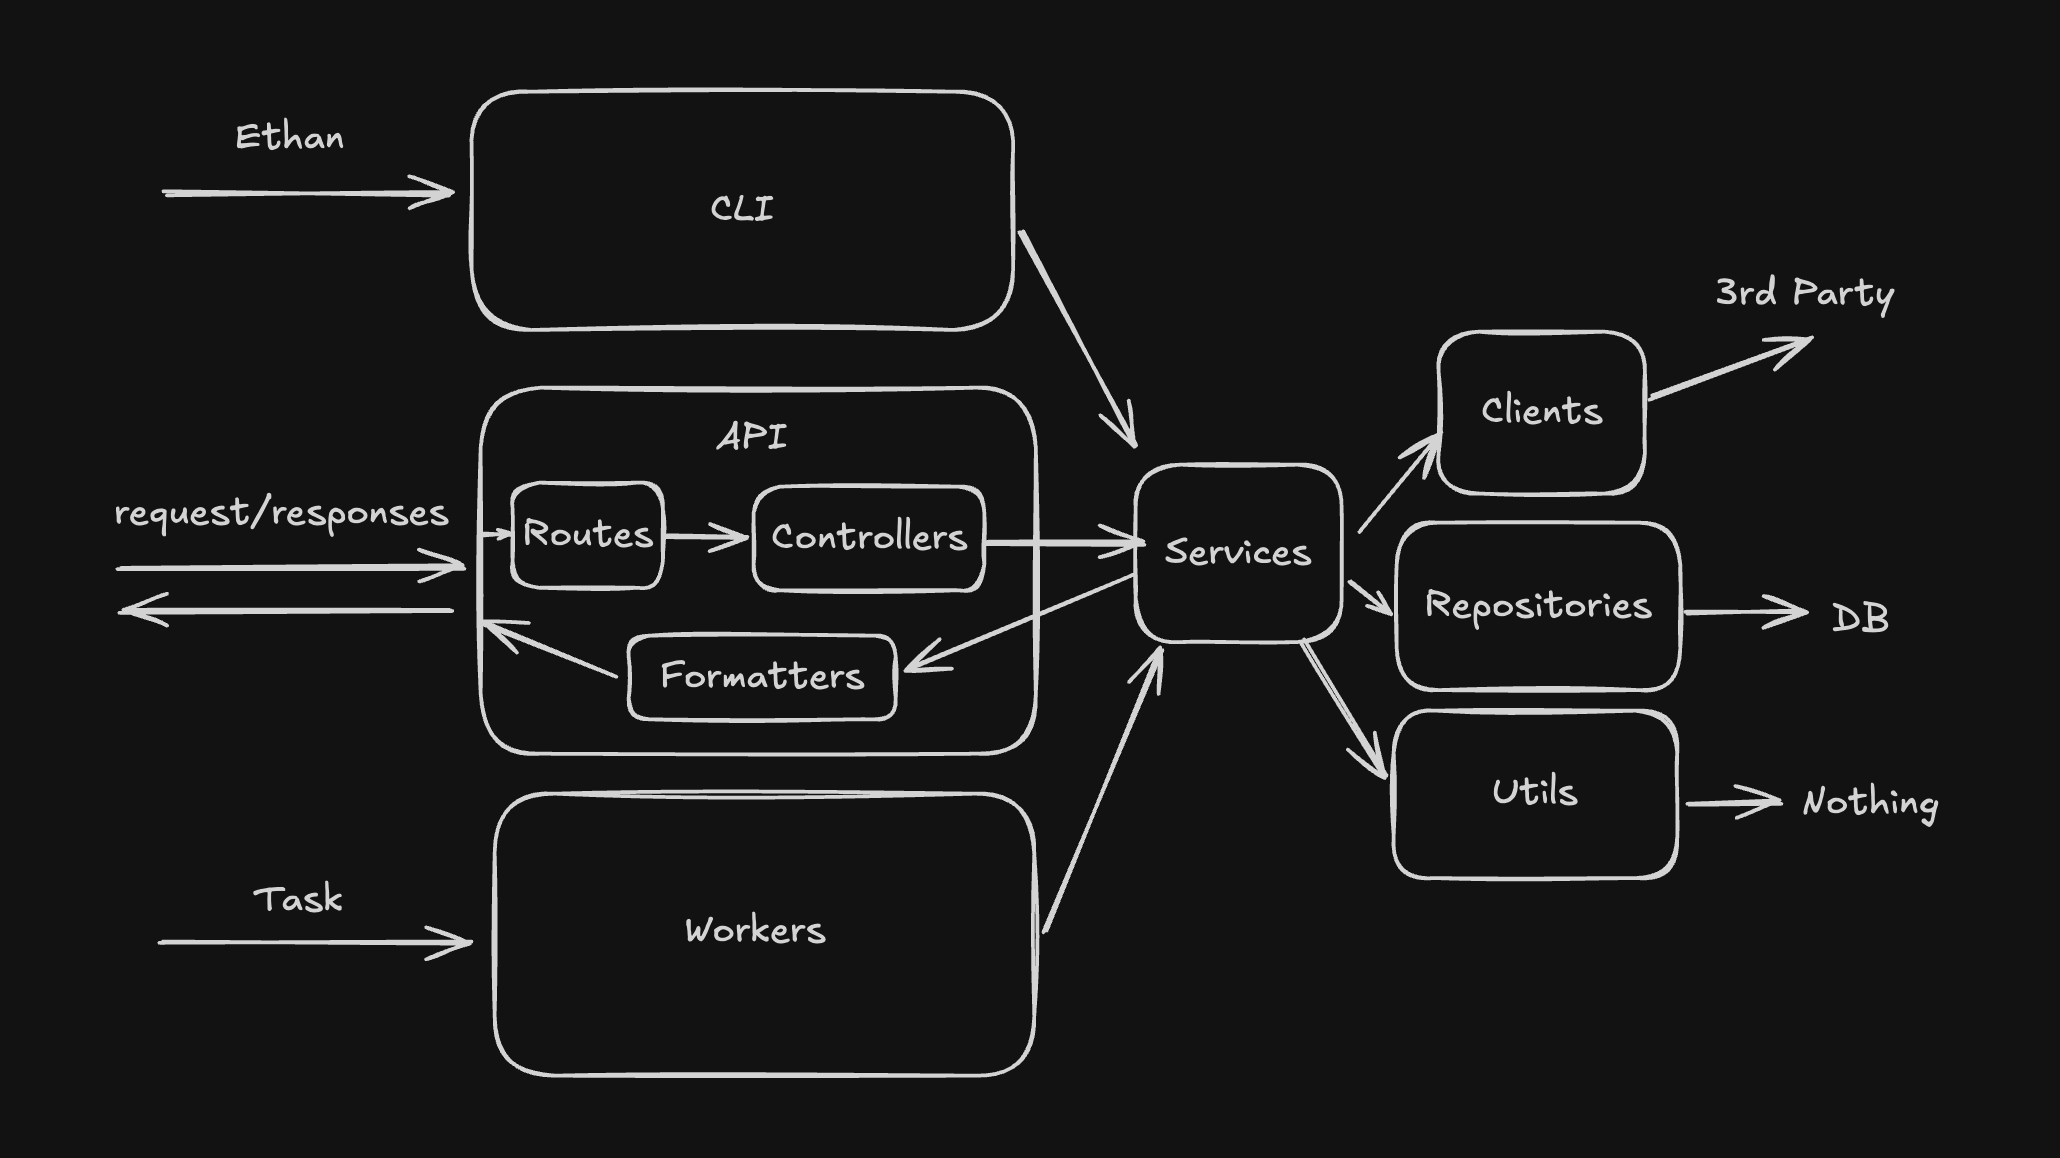 Ethan
CLI
3rd Party
Clients
API
request/responses
Routes
Controllers
Services
Repositories
DB
Formatters
Utils
Nothing
Task
Workers